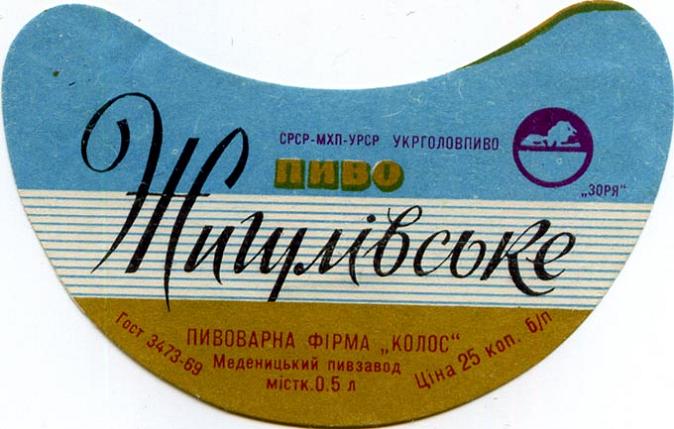 СРСР-МХП-УРСР УКРГОЛОВПИВО
ПИВО
„ЗОРЯ"
Жигулівське
ПИВОВАРНА ФІРМА „КОЛОС"
Гост 3473-69
Меденицький пивзавод
Ціна 25 коп. б/п
містк. 0.5 л